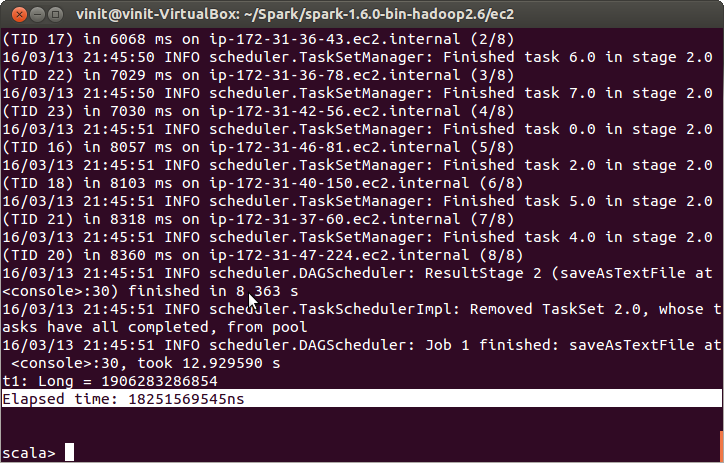 vinit@vinit-VirtualBox: ~/Spark/spark-1.6.0-bin-hadoop2.6/ec2
(TID 17) in 6068 ms on ip-172-31-36-43.ec2.internal (2/8)
16/03/13 21:45:50 INFO scheduler.TaskSetManager: Finished task 6.0 in stage 2.0
(TID 22) in 7029 ms on ip-172-31-36-78.ec2.internal (3/8)
16/03/13 21:45:50 INFO scheduler.TaskSetManager: Finished task 7.0 in stage 2.0
(TID 23) in 7030 ms on ip-172-31-42-56.ec2.internal (4/8)
16/03/13 21:45:51 INFO scheduler.TaskSetManager: Finished task 0.0 in stage 2.0
(TID 16) in 8057 ms on ip-172-31-46-81.ec2.internal (5/8)
16/03/13 21:45:51 INFO scheduler.TaskSetManager: Finished task 2.0 in stage 2.0
(TID 18) in 8103 ms on ip-172-31-40-150.ec2.internal (6/8)
16/03/13 21:45:51 INFO scheduler.TaskSetManager: Finished task 5.0 in stage 2.0
(TID 21) in 8318 ms on ip-172-31-37-60.ec2.internal (7/8)
16/03/13 21:45:51 INFO scheduler.TaskSetManager: Finished task 4.0 in stage 2.0
(TID 20) in 8360 ms on ip-172-31-47-224.ec2.internal (8/8)
16/03/13 21:45:51 INFO scheduler.DAGScheduler: ResultStage 2 (saveAsTextFile at
<console>:30) finished in 8.363 s
16/03/13 21:45:51 INFO scheduler.TaskSchedulerImpl: Removed TaskSet 2.0, whose t
asks have all completed, from pool
16/03/13 21:45:51 INFO scheduler.DAGScheduler: Job 1 finished: saveAsTextFile at
<console>:30, took 12.929590 s
t1: Long = 1906283286854
Elapsed time: 18251569545ns
scala>